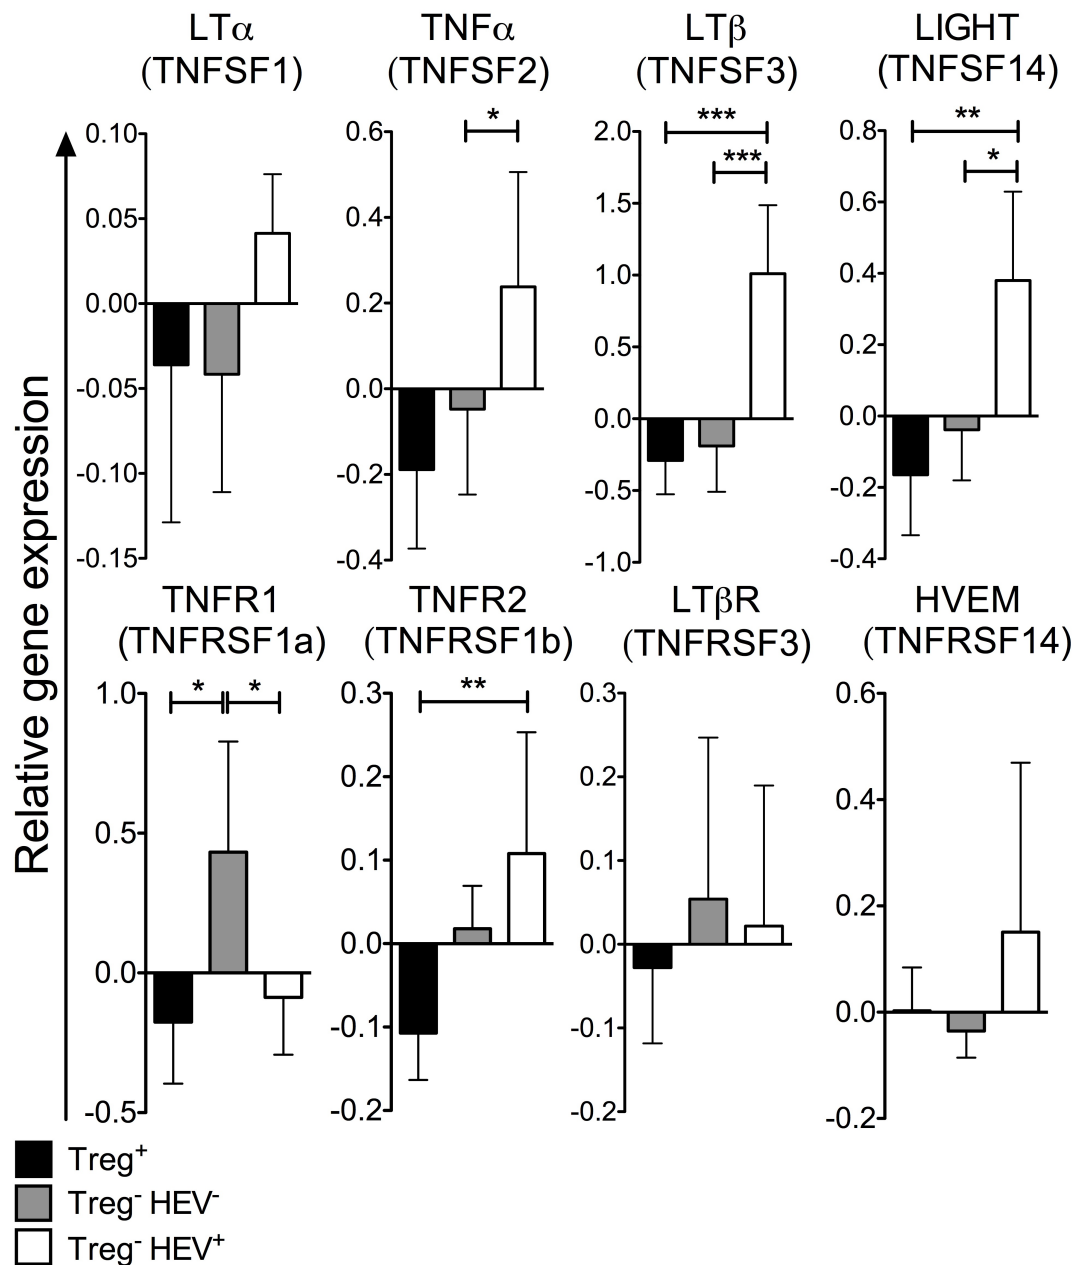 LTα
(TNFSF1)
TNFα
(TNFSF2)
LTβ
(TNFSF3)
LIGHT
(TNFSF14)
0.10
0.05
0.00
-0.05
-0.10
-0.15
*
0.6
0.4
0.2
0.0
-0.2
-0.4
***
***
2.0
1.5
1.0
0.5
0.0
-0.5
-1.0
**
*
0.8
0.6
0.4
0.2
0.0
-0.2
-0.4
Relative gene expression
TNFR1
(TNFRSF1a)
TNFR2
(TNFRSF1b)
LTβR
(TNFRSF3)
HVEM
(TNFRSF14)
* *
1.0
0.5
0.0
-0.5
**
0.3
0.2
0.1
0.0
-0.1
-0.2
0.3
0.2
0.1
0.0
-0.1
-0.2
0.6
0.4
0.2
0.0
-0.2
Treg⁺
Treg⁻ HEV⁻
Treg⁻ HEV⁺